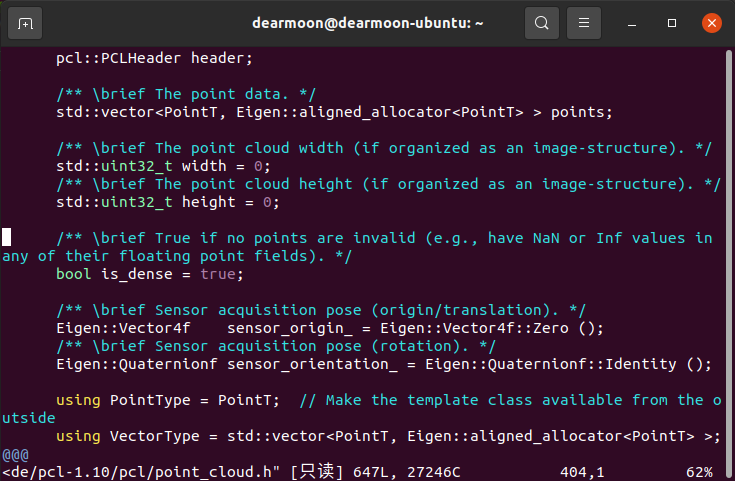 dearmoon@dearmoon-ubuntu: ~
pcl::PCLHeader header;
/** \brief The point data. */
std::vector<PointT, Eigen::aligned_allocator<PointT> > points;
/** \brief The point cloud width (if organized as an image-structure). */
std::uint32_t width = 0;
/** \brief The point cloud height (if organized as an image-structure). */
std::uint32_t height = 0;
/** \brief True if no points are invalid (e.g., have NaN or Inf values in
any of their floating point fields). */
bool is_dense = true;
/** \brief Sensor acquisition pose (origin/translation). */
Eigen::Vector4f    sensor_origin_ = Eigen::Vector4f::Zero ();
/** \brief Sensor acquisition pose (rotation). */
Eigen::Quaternionf sensor_orientation_ = Eigen::Quaternionf::Identity ();
using PointType = PointT;  // Make the template class available from the o
utside
using VectorType = std::vector<PointT, Eigen::aligned_allocator<PointT> >;
@@@
<de/pcl-1.10/pcl/point_cloud.h" [只读] 647L, 27246C    404,1    62%